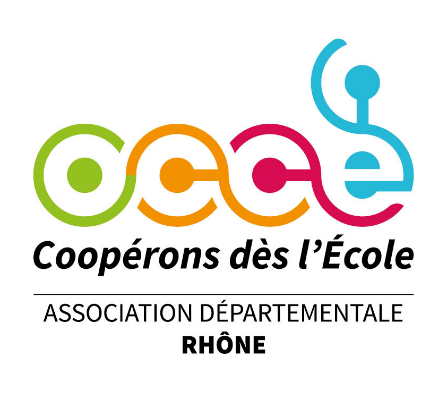 occe
Coopérons dès l'École
ASSOCIATION DÉPARTEMENTALE
RHÔNE